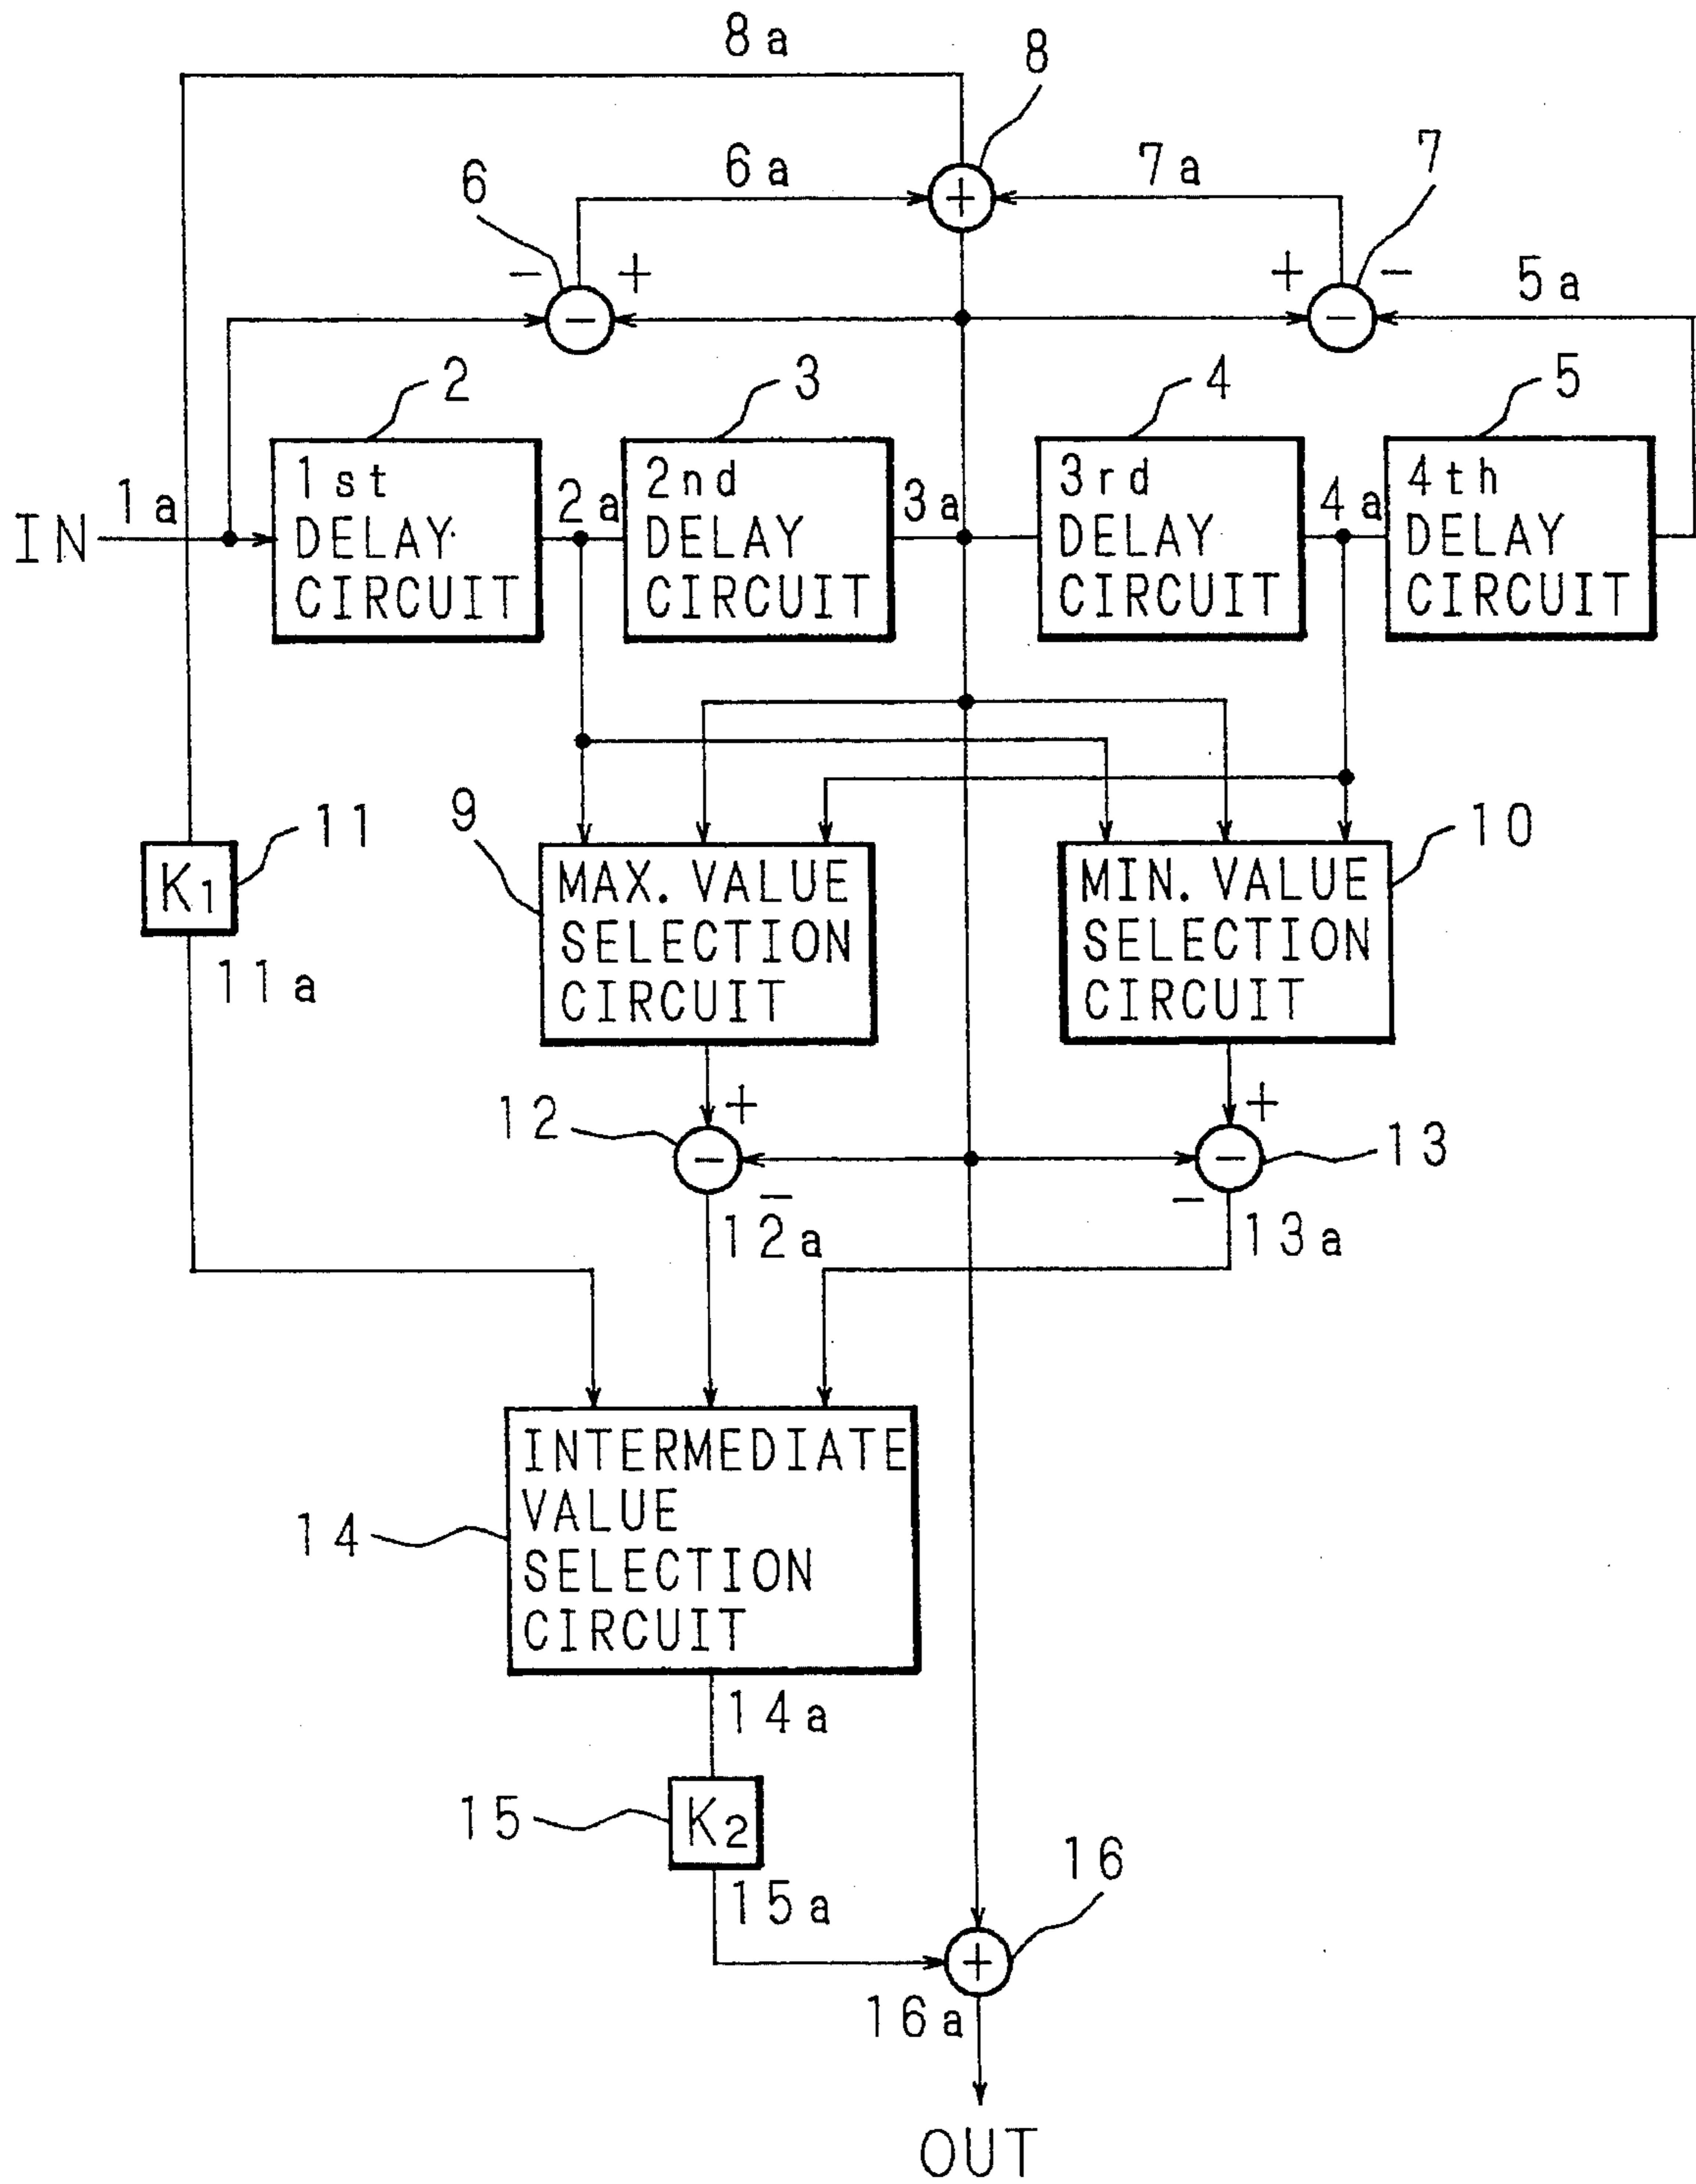 8a
8
6
6a
+
7a
7
- +
+ -
5a
-
-
2
3
4
5
IN
1a
1st
DELAY
CIRCUIT
2a
2nd
DELAY
CIRCUIT
3a
3rd
DELAY
CIRCUIT
4a
4th
DELAY
CIRCUIT
11
K1
11a
9
MAX. VALUE
SELECTION
CIRCUIT
10
MIN. VALUE
SELECTION
CIRCUIT
12
+
-
-
12a
+
-
-
13
13a
14
INTERMEDIATE
VALUE
SELECTION
CIRCUIT
14a
15
K2
15a
16
+
16a
OUT